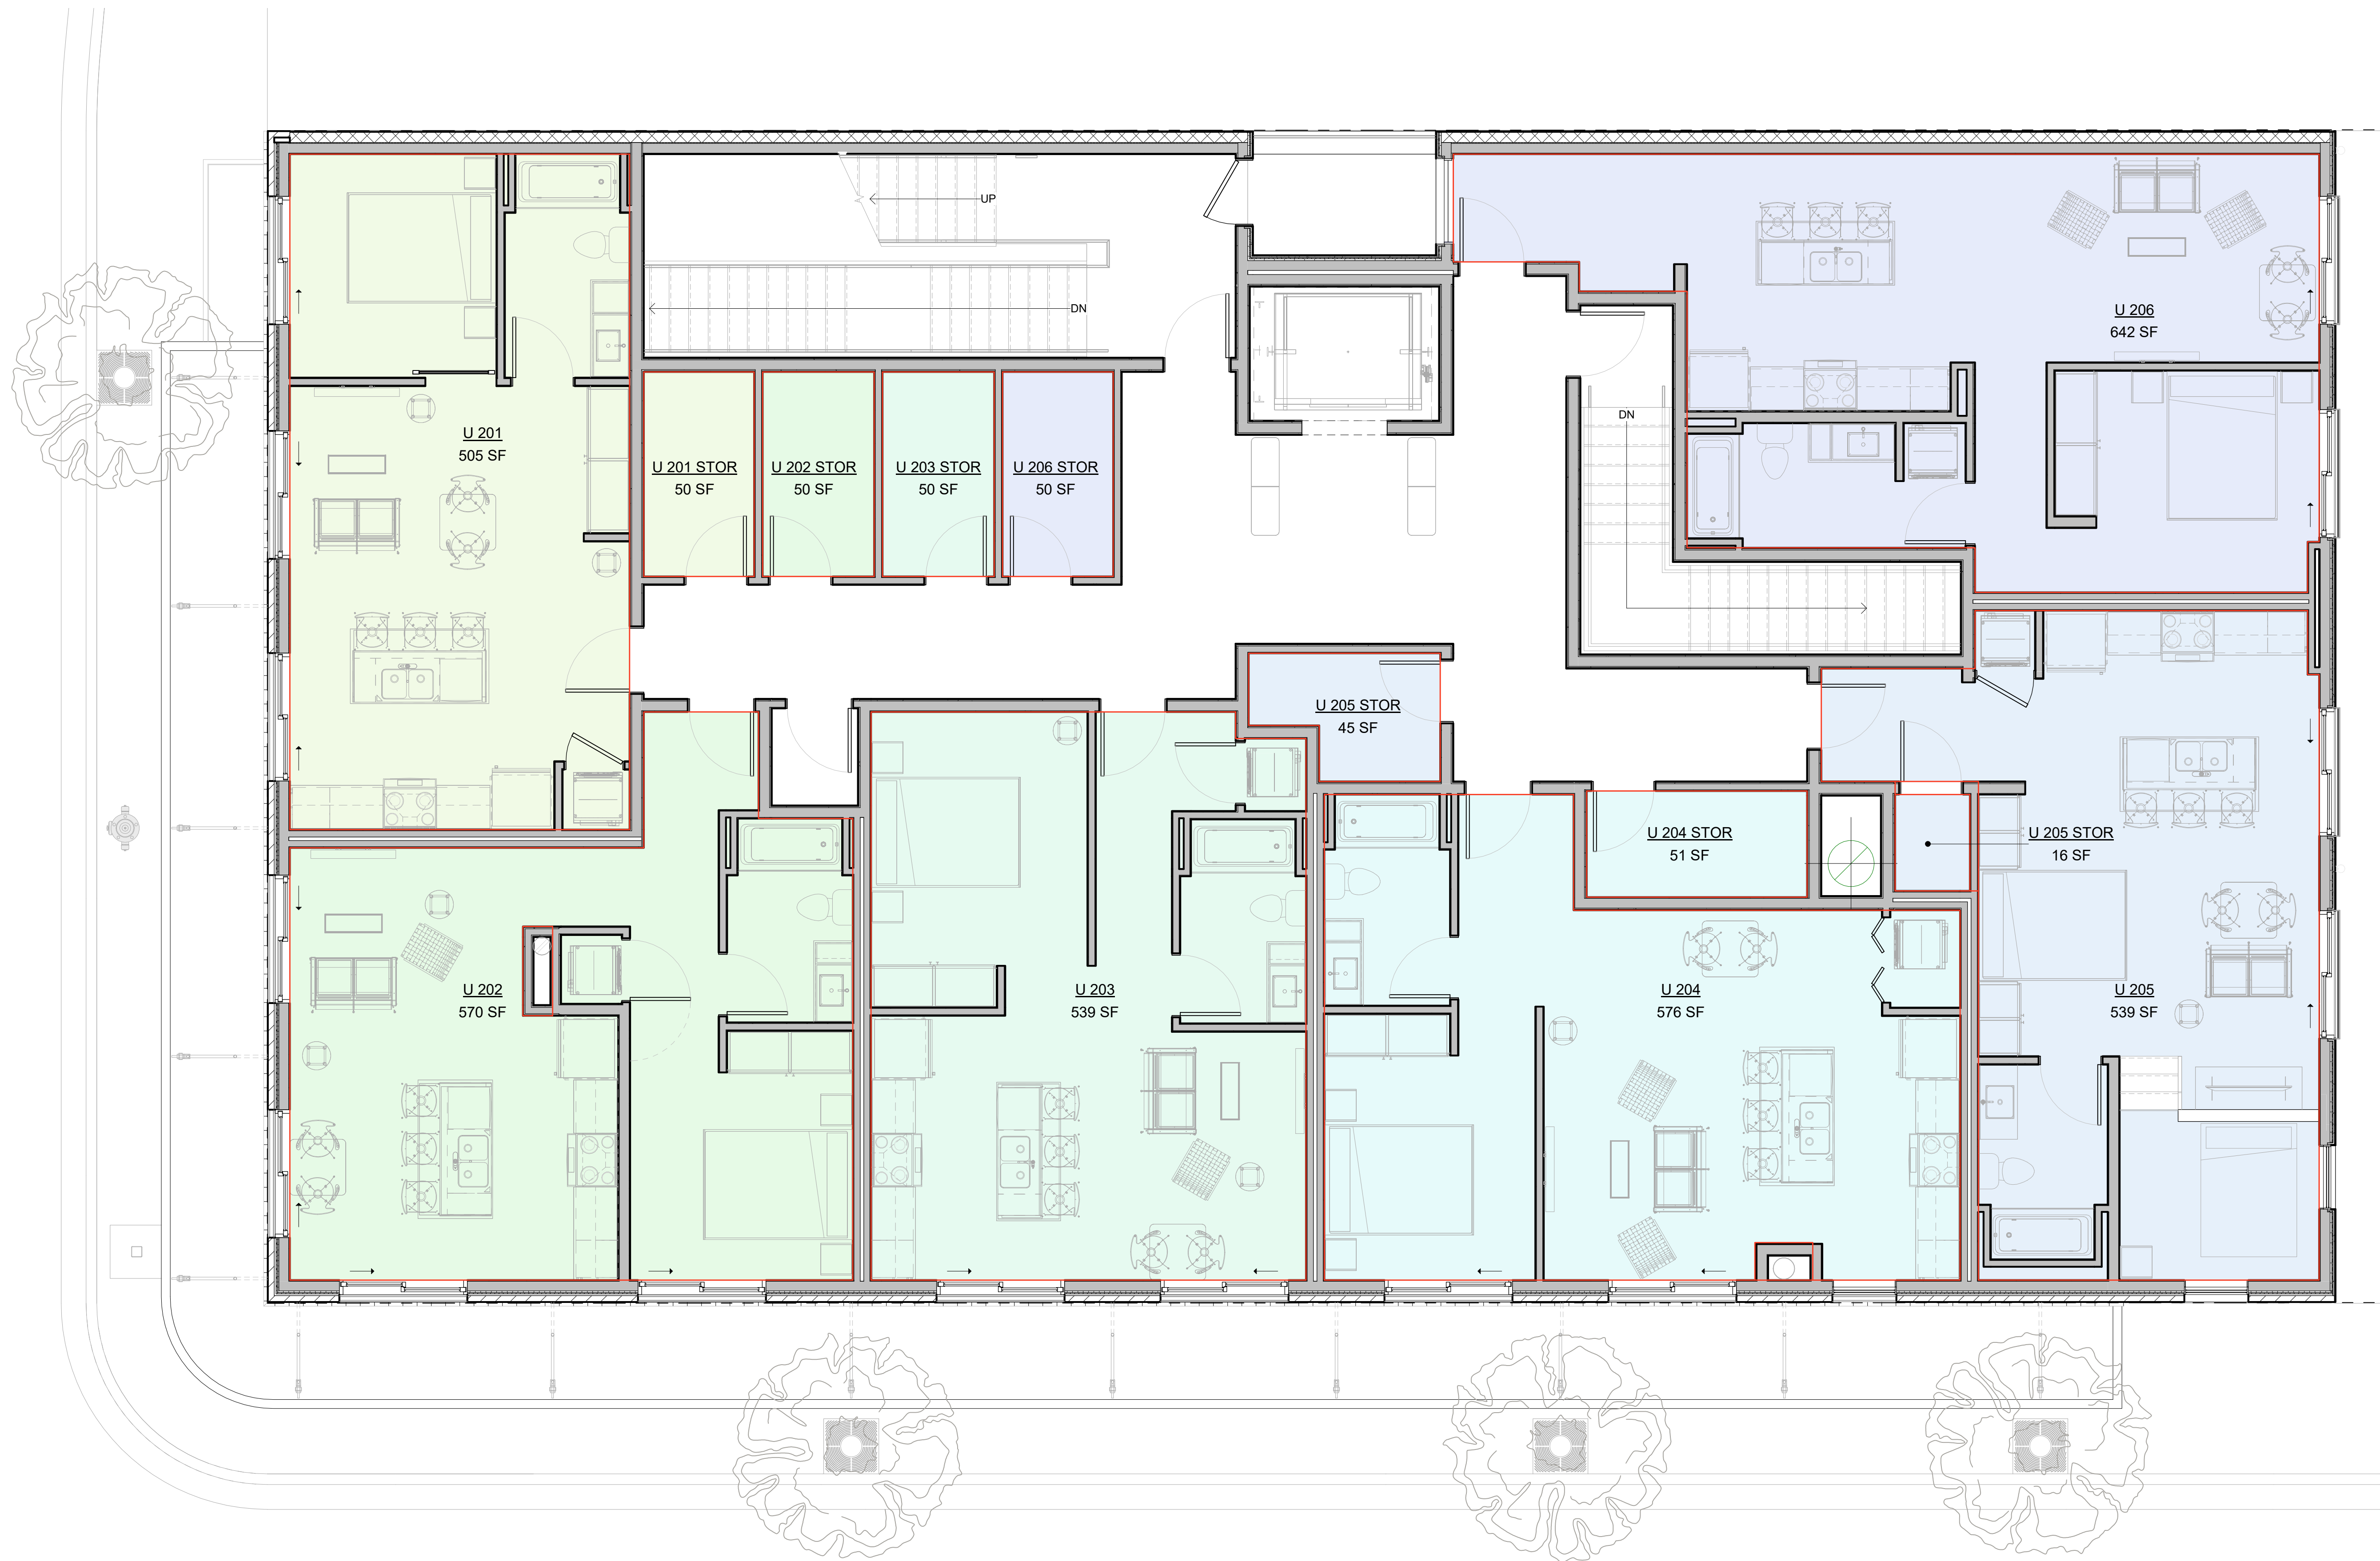 UP
DN
U 206
642 SF
DN
U 201
505 SF
U 201 STOR
50 SF
U 202 STOR
50 SF
U 203 STOR
50 SF
U 206 STOR
50 SF
U 205 STOR
45 SF
U 204 STOR
51 SF
U 205 STOR
16 SF
U 202
570 SF
U 203
539 SF
U 204
576 SF
U 205
539 SF